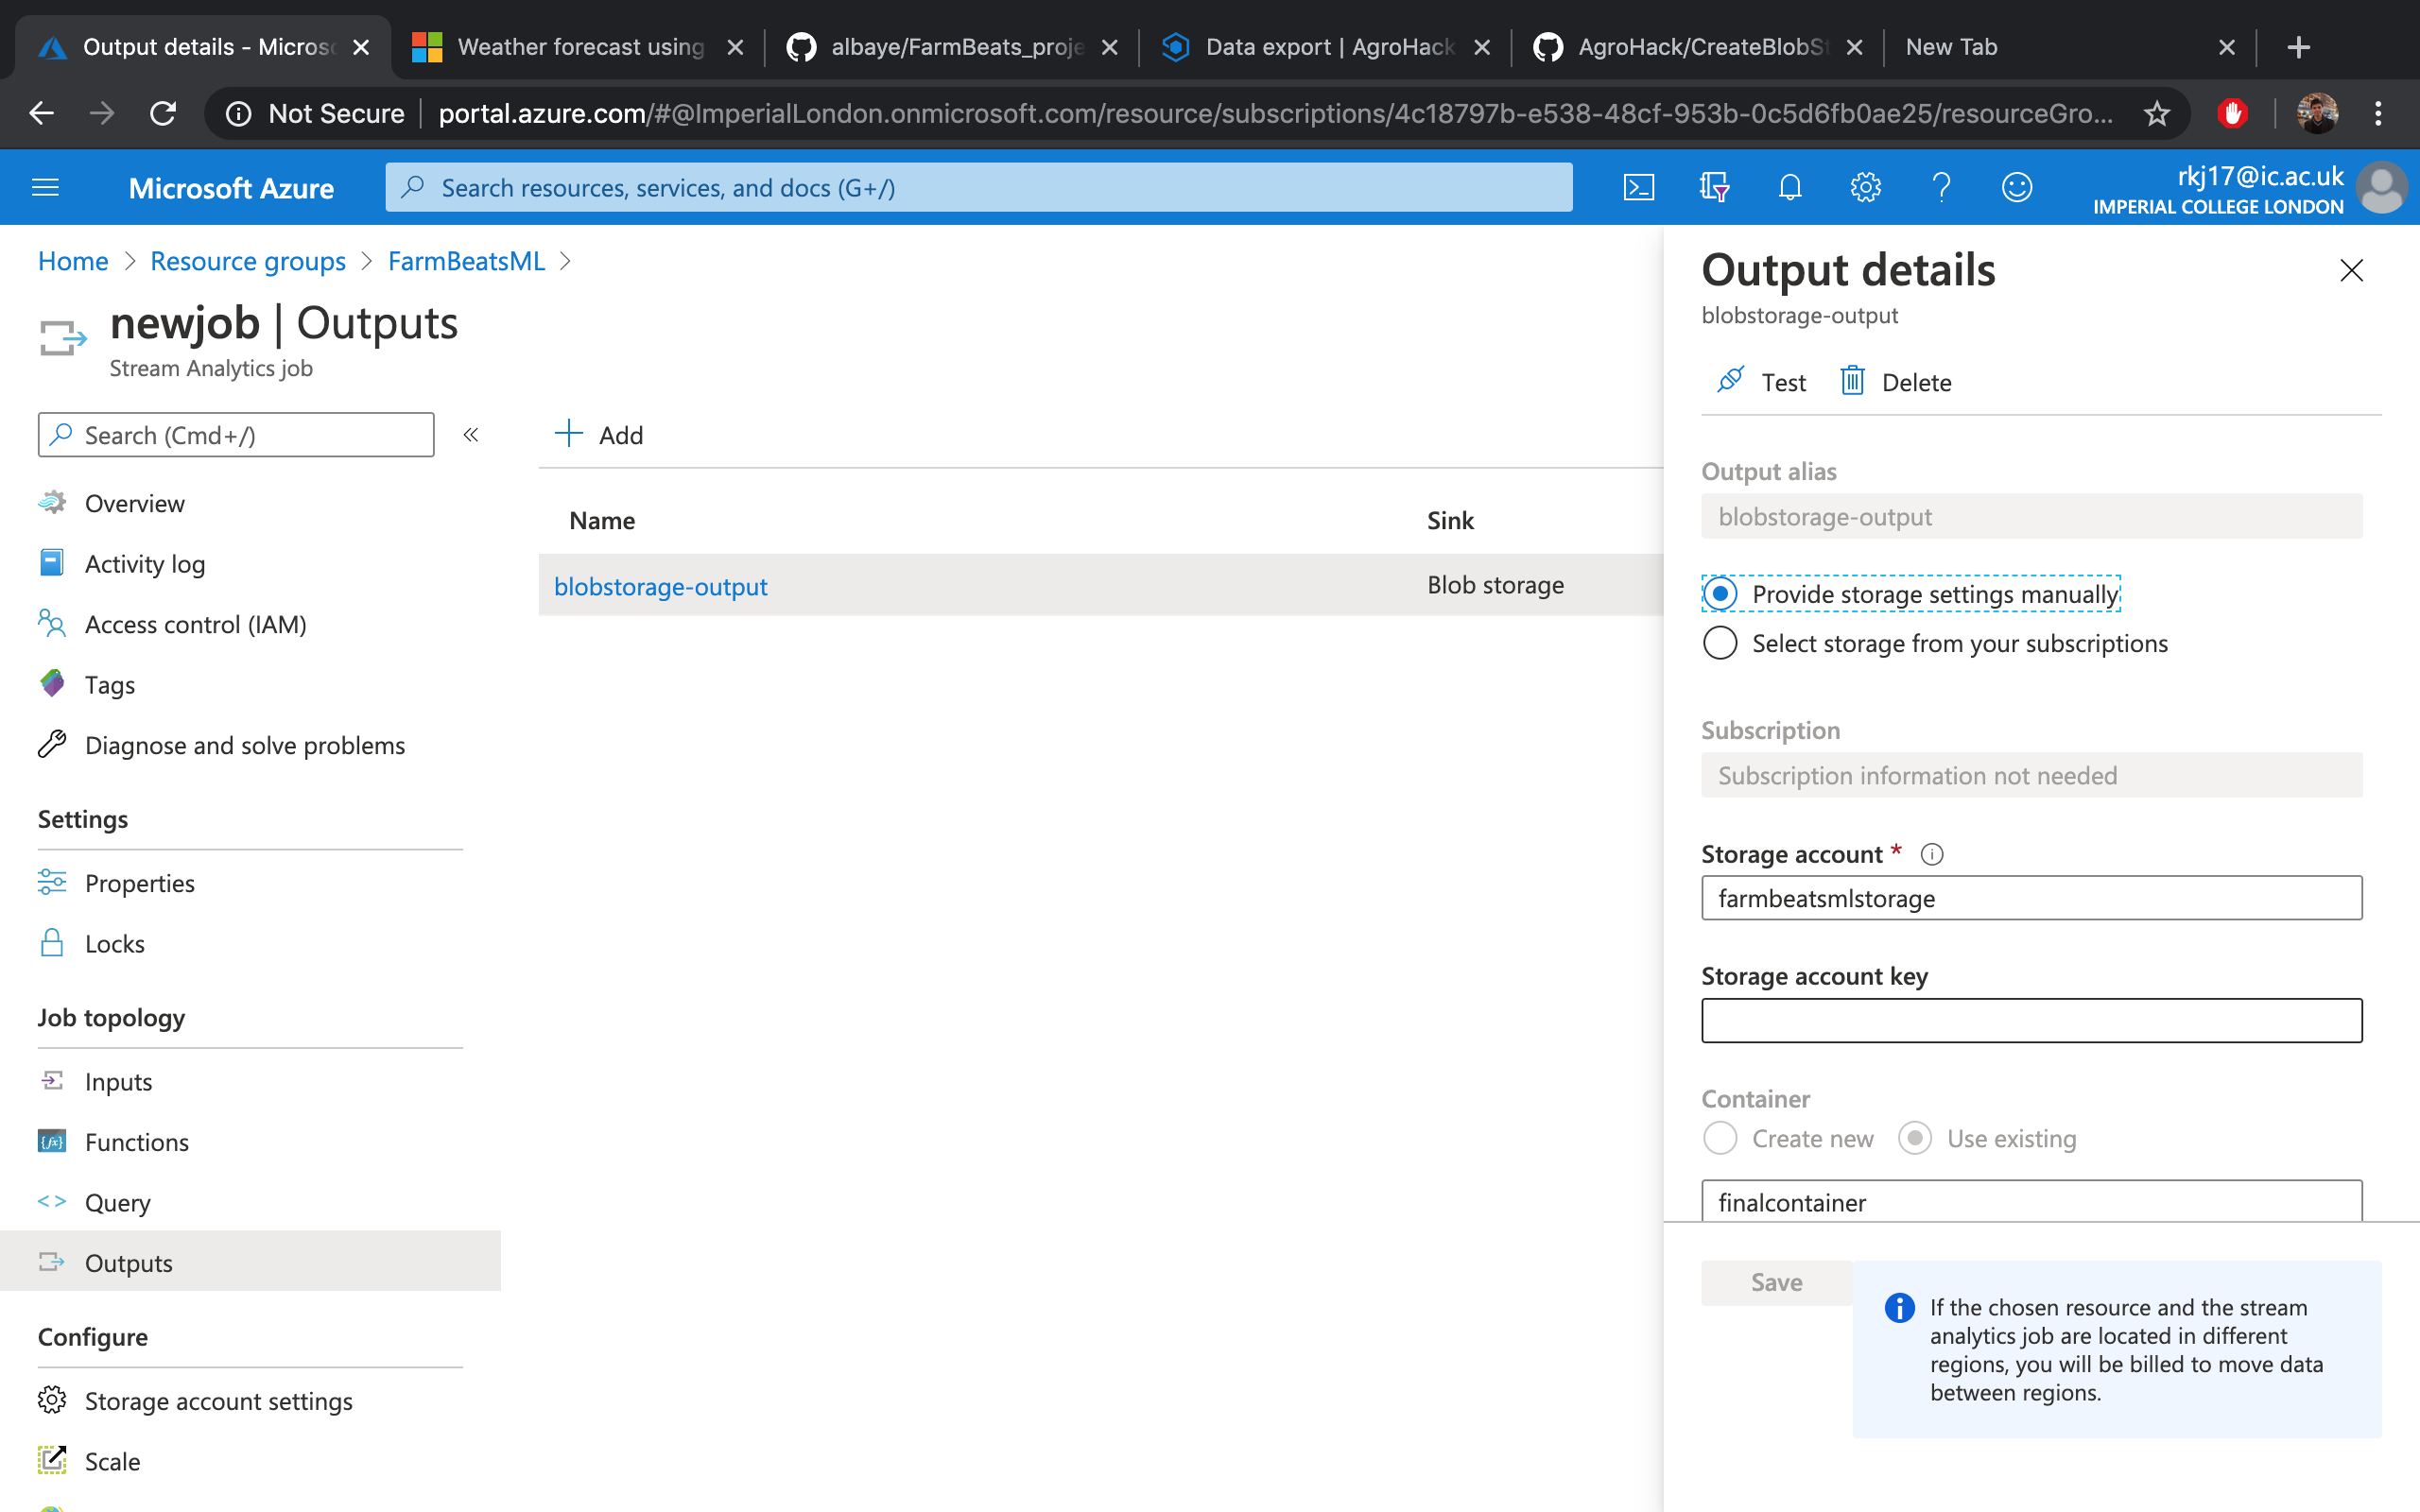 Output details - Microso
Weather forecast using
albaye/FarmBeats_proje
Data export | AgroHack
AgroHack/CreateBlobSt
New Tab
Not Secure
portal.azure.com/#@ImperialLondon.onmicrosoft.com/resource/subscriptions/4c18797b-e538-48cf-953b-0c5d6fb0ae25/resourceGro...
Microsoft Azure
Search resources, services, and docs (G+/)
rkj17@ic.ac.uk
IMPERIAL COLLEGE LONDON
Home > Resource groups > FarmBeatsML >
newjob | Outputs
Stream Analytics job
Search (Cmd+/)
«
Overview
Activity log
Access control (IAM)
Tags
Diagnose and solve problems
Settings
Properties
Locks
Job topology
Inputs
Functions
Query
Outputs
Configure
Storage account settings
Scale
Add
Name Sink
blobstorage-output Blob storage
Output details
blobstorage-output
Test Delete
Output alias
blobstorage-output
Provide storage settings manually
Select storage from your subscriptions
Subscription
Subscription information not needed
Storage account *
farmbeatsmlstorage
Storage account key
Container
Create new Use existing
finalcontainer
Save
If the chosen resource and the stream
analytics job are located in different
regions, you will be billed to move data
between regions.